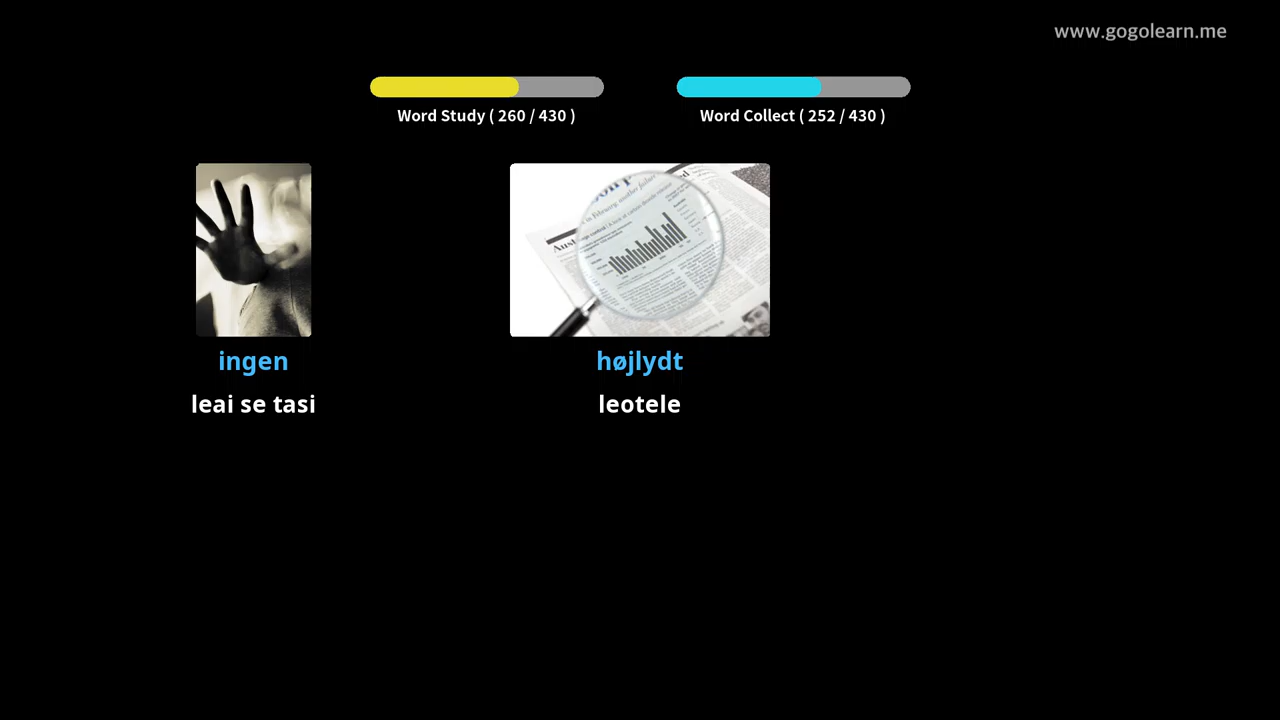 www.gogolearn.me
Word Study ( 260 / 430 )
Word Collect ( 252 / 430 )
ingen
højlydt
leai se tasi
leotele